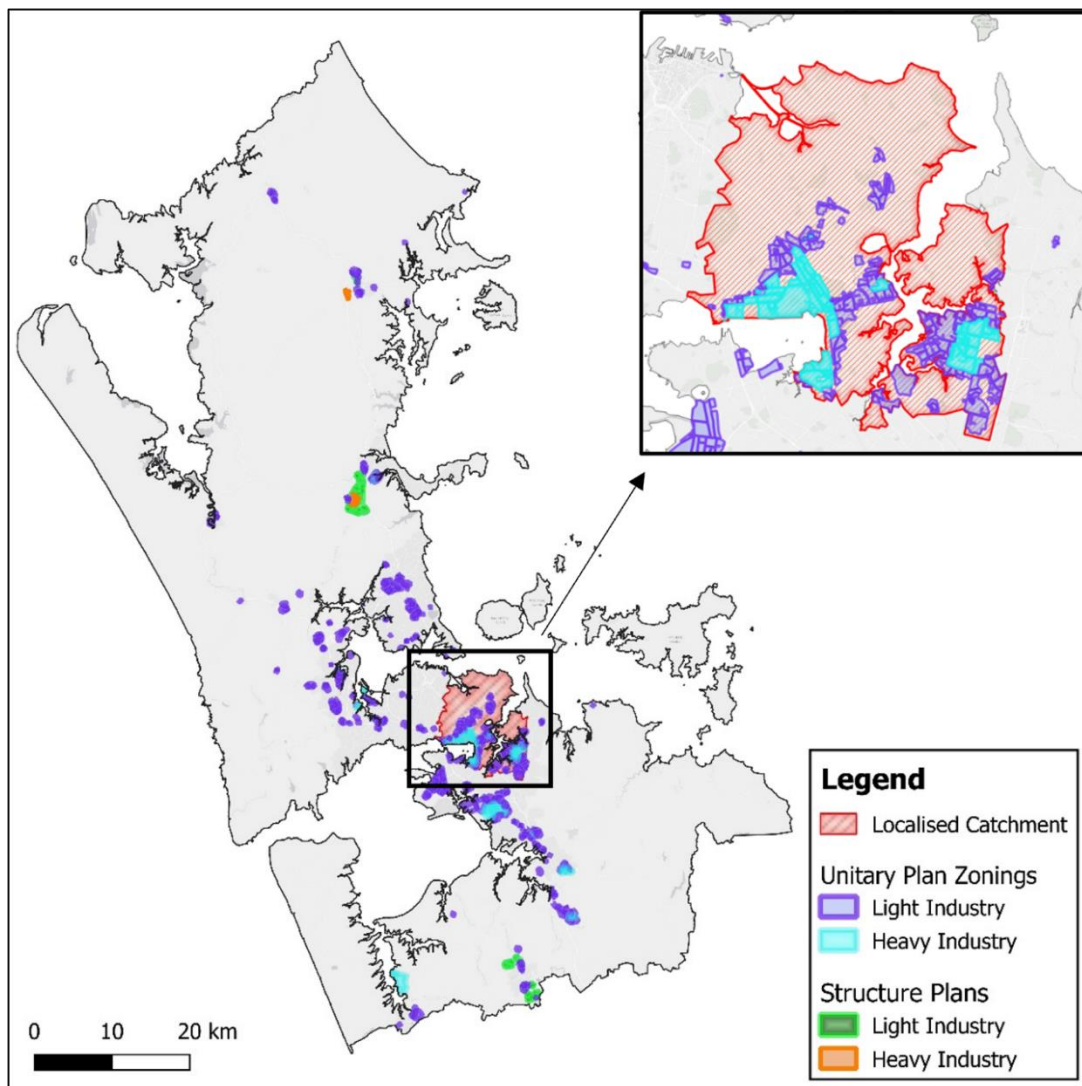 Legend
Localised Catchment
Unitary Plan Zonings
Light Industry
Heavy Industry
Structure Plans
Light Industry
Heavy Industry
0 10 20 km